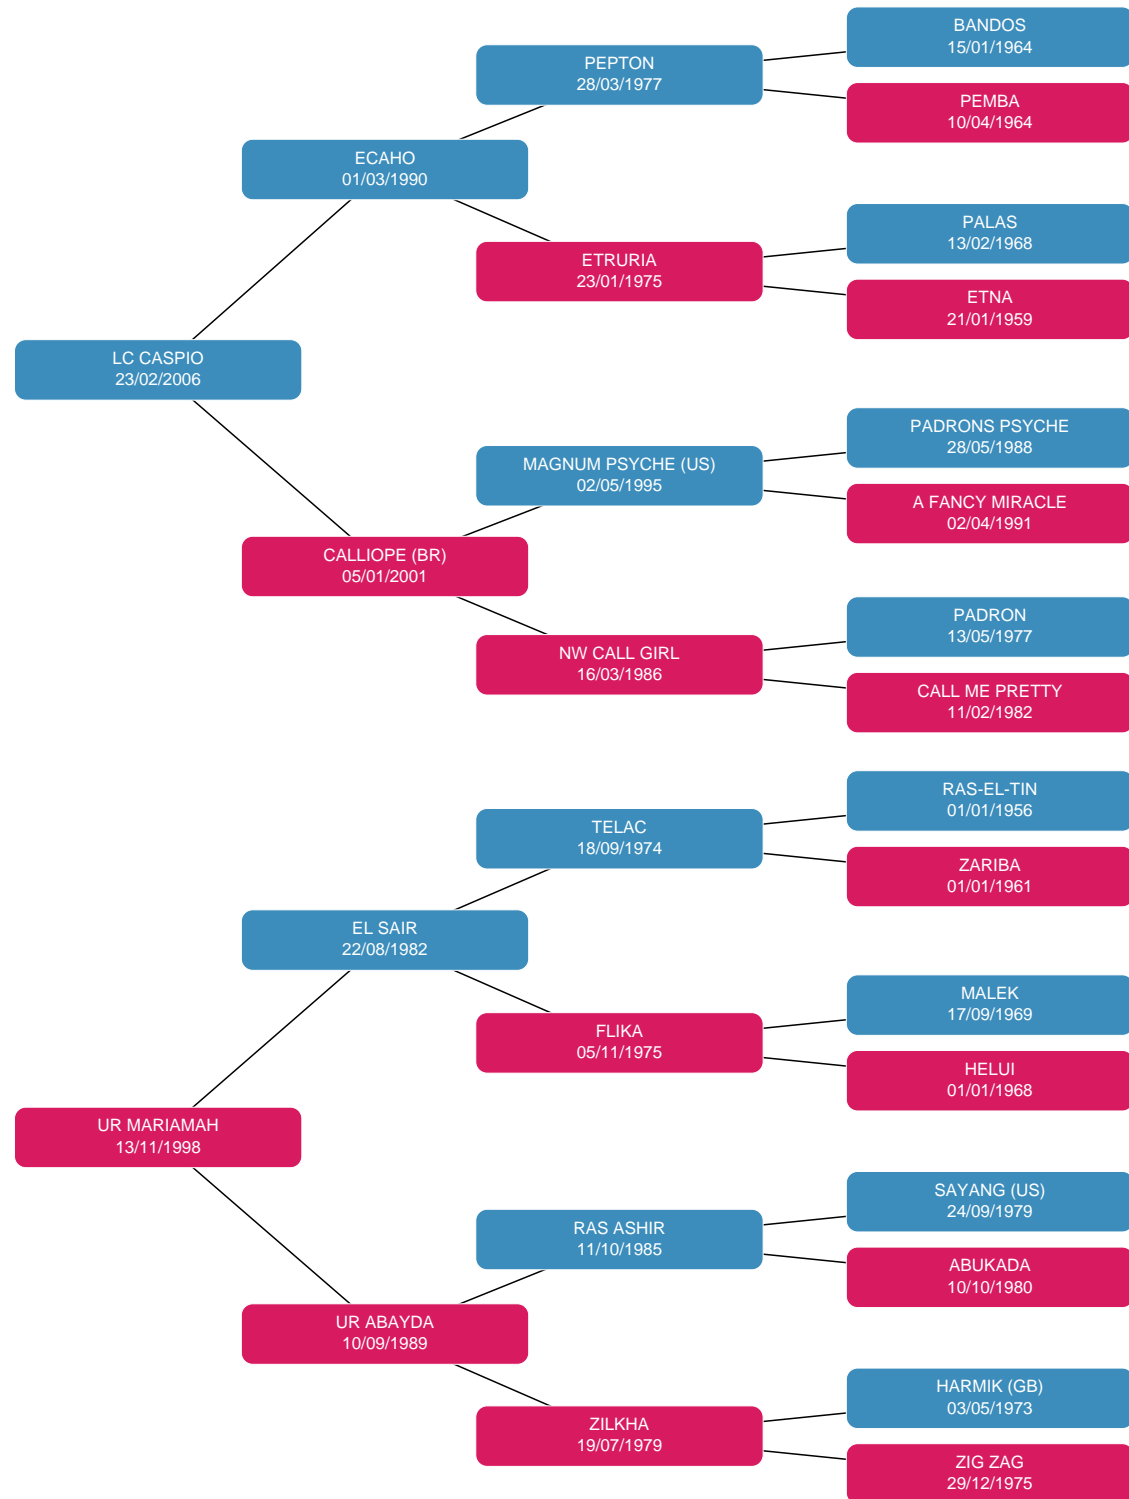 BANDOS
15/01/1964
PEPTON
28/03/1977
PEMBA
10/04/1964
ECAHO
01/03/1990
PALAS
13/02/1968
ETRURIA
23/01/1975
ETNA
21/01/1959
LC CASPIO
23/02/2006
PADRONS PSYCHE
28/05/1988
MAGNUM PSYCHE (US)
02/05/1995
A FANCY MIRACLE
02/04/1991
CALLIOPE (BR)
05/01/2001
PADRON
13/05/1977
NW CALL GIRL
16/03/1986
CALL ME PRETTY
11/02/1982
RAS-EL-TIN
01/01/1956
TELAC
18/09/1974
ZARIBA
01/01/1961
EL SAIR
22/08/1982
MALEK
17/09/1969
FLIKA
05/11/1975
HELUI
01/01/1968
UR MARIAMAH
13/11/1998
SAYANG (US)
24/09/1979
RAS ASHIR
11/10/1985
ABUKADA
10/10/1980
UR ABAYDA
10/09/1989
HARMIK (GB)
03/05/1973
ZILKHA
19/07/1979
ZIG ZAG
29/12/1975